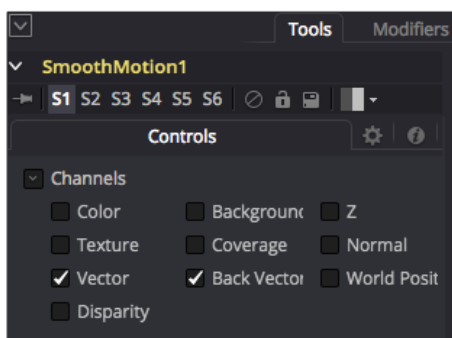 Tools Modifiers
SmoothMotion1
S1 S2 S3 S4 S5 S6
Controls
Channels
Color Background Z
Texture Coverage Normal
Vector Back Vector World Posit
Disparity